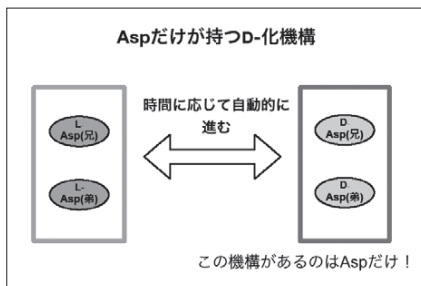 Aspだけが持つD-化機構
時間に応じて自動的に
進む
L
Asp(兄)
L-
Asp(弟)
D
Asp(兄)
D
Asp(弟)
この機構があるのはAspだけ！